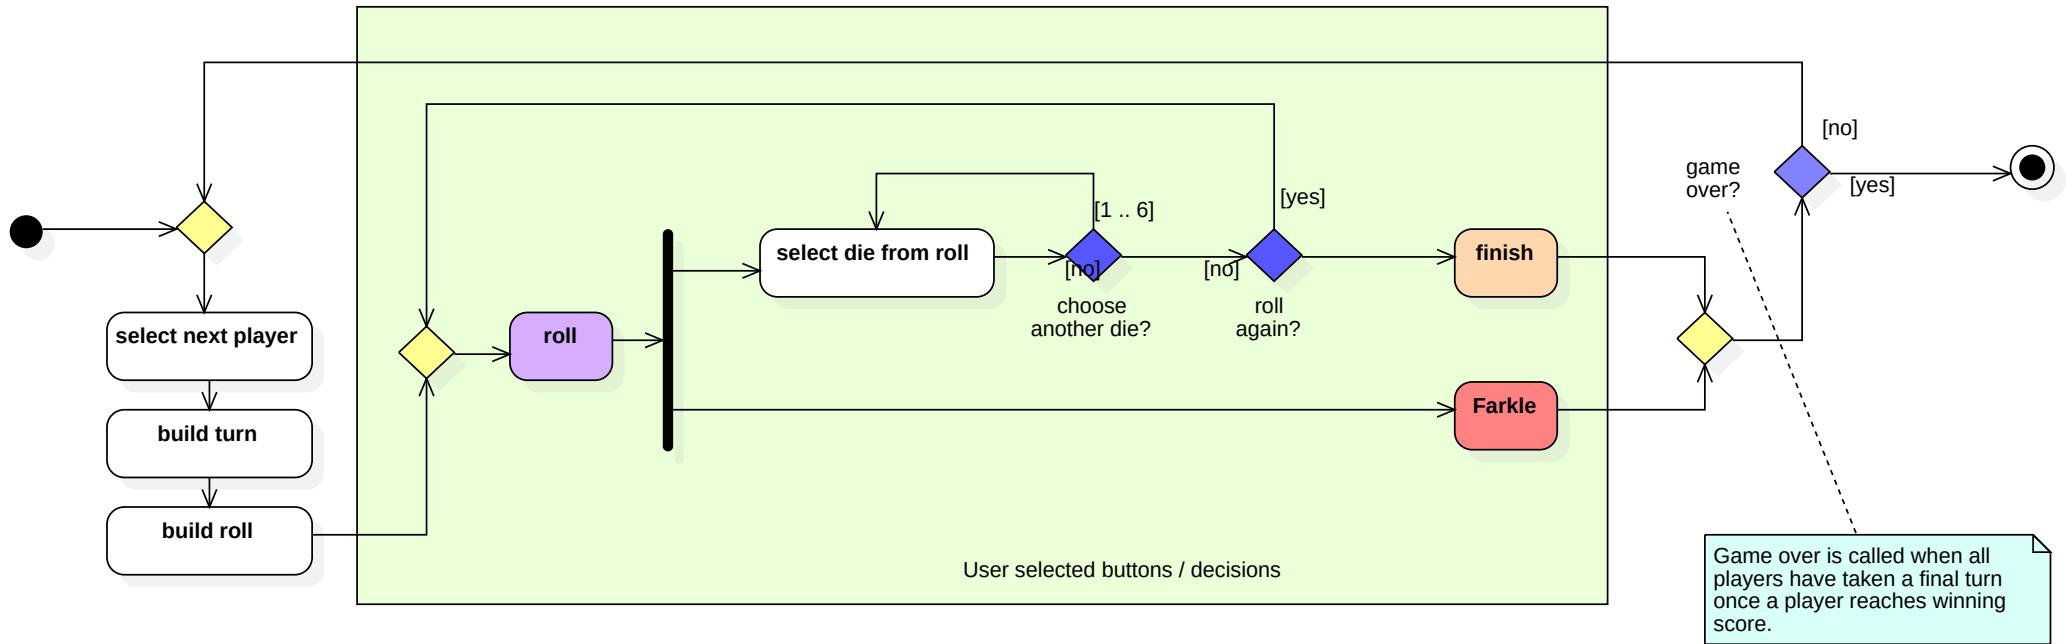 [no]
game
over?
[yes]
[yes]
[1 .. 6]
select die from roll
[no]
[no]
finish
choose
another die?
roll
again?
select next player
roll
Farkle
build turn
build roll
User selected buttons / decisions
Game over is called when all
players have taken a final turn
once a player reaches winning
score.